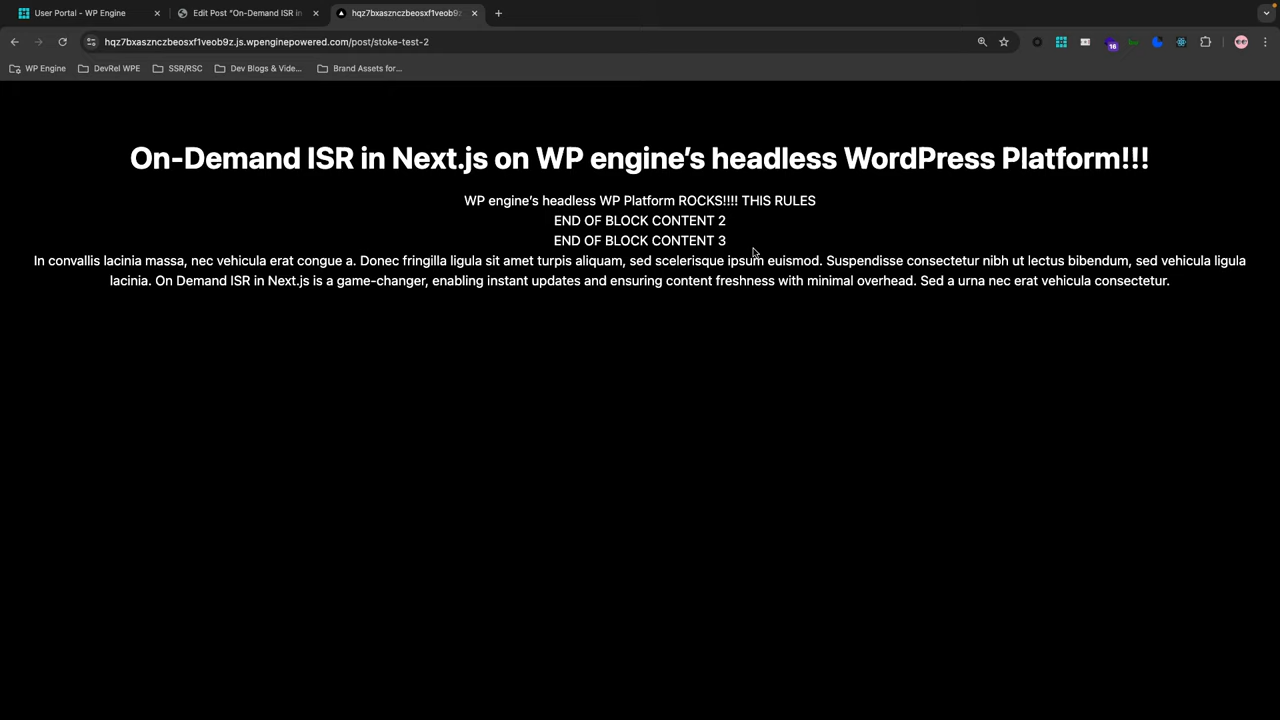 User Portal - WP Engine
Edit Post “On-Demand ISR in
hqz7bxasznczbeosxf1veob9z
hqz7bxasznczbeosxf1veob9z.js.wpenginepowered.com/post/stoke-test-2
16
WP Engine
DevRel WPE
SSR/RSC
Dev Blogs & Vide...
Brand Assets for...
On-Demand ISR in Next.js on WP engine’s headless WordPress Platform!!!
WP engine’s headless WP Platform ROCKS!!!! THIS RULES
END OF BLOCK CONTENT 2
END OF BLOCK CONTENT 3
In convallis lacinia massa, nec vehicula erat congue a. Donec fringilla ligula sit amet turpis aliquam, sed scelerisque ipsum euismod. Suspendisse consectetur nibh ut lectus bibendum, sed vehicula ligula
lacinia. On Demand ISR in Next.js is a game-changer, enabling instant updates and ensuring content freshness with minimal overhead. Sed a urna nec erat vehicula consectetur.